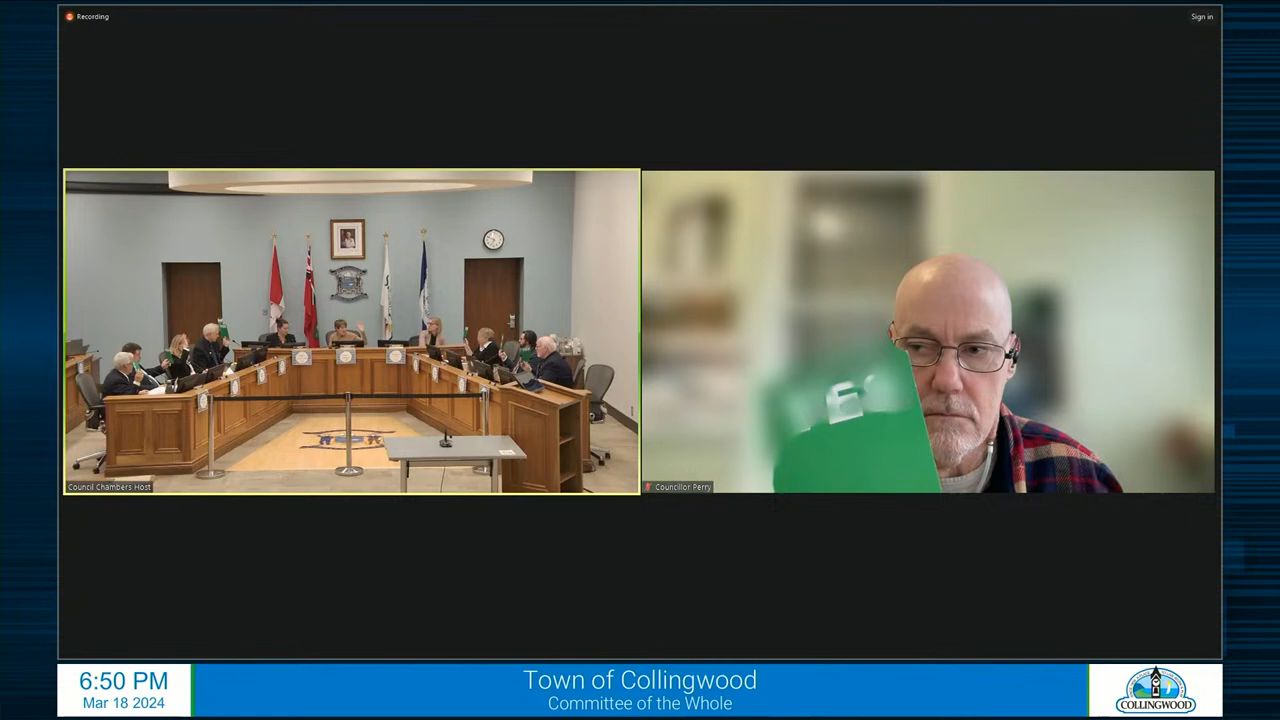 Recording
Sign in
Council Chambers Host
Councillor Perry
6:50 PM
Mar 18 2024
Town of Collingwood
Committee of the Whole
COLLINGWOOD